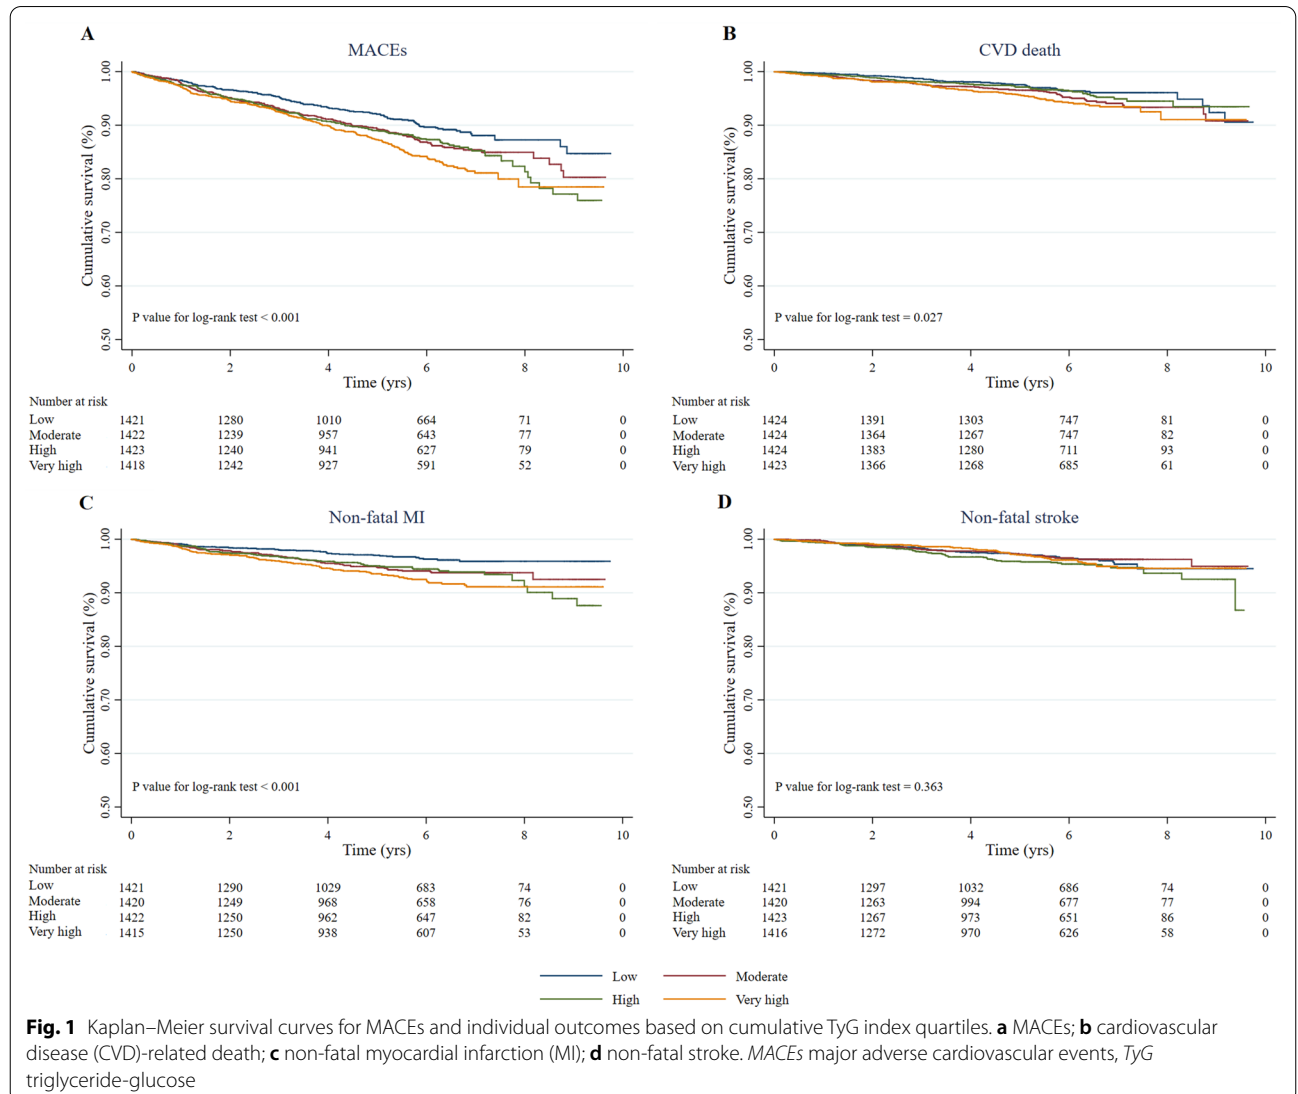 A
MACEs
Cumulative survival (%)
1.00
0.90
0.80
0.70
0.60
0.50
P value for log-rank test < 0.001
0 2 4 6 8 10
Time (yrs)
Number at risk
Low 1421 1280 1010 664 71 0
Moderate 1422 1239 957 643 77 0
High 1423 1240 941 627 79 0
Very high 1418 1242 927 591 52 0
B
CVD death
Cumulative survival(%)
1.00
0.90
0.80
0.70
0.60
0.50
P value for log-rank test = 0.027
0 2 4 6 8 10
Time (yrs)
Number at risk
Low 1424 1391 1303 747 81 0
Moderate 1424 1364 1267 747 82 0
High 1424 1383 1280 711 93 0
Very high 1423 1366 1268 685 61 0
C
Non-fatal MI
Cumulative survival (%)
1.00
0.90
0.80
0.70
0.60
0.50
P value for log-rank test < 0.001
0 2 4 6 8 10
Time (yrs)
Number at risk
Low 1421 1290 1029 683 74 0
Moderate 1420 1249 968 658 76 0
High 1422 1250 962 647 82 0
Very high 1415 1250 938 607 53 0
D
Non-fatal stroke
Cumulative survival (%)
1.00
0.90
0.80
0.70
0.60
0.50
P value for log-rank test = 0.363
0 2 4 6 8 10
Time (yrs)
Number at risk
Low 1421 1297 1032 686 74 0
Moderate 1420 1263 994 677 77 0
High 1423 1267 973 651 86 0
Very high 1416 1272 970 626 58 0
Low Moderate
High Very high
Fig. 1 Kaplan–Meier survival curves for MACEs and individual outcomes based on cumulative TyG index quartiles. a MACEs; b cardiovascular
disease (CVD)-related death; c non-fatal myocardial infarction (MI); d non-fatal stroke. MACEs major adverse cardiovascular events, TyG
triglyceride-glucose